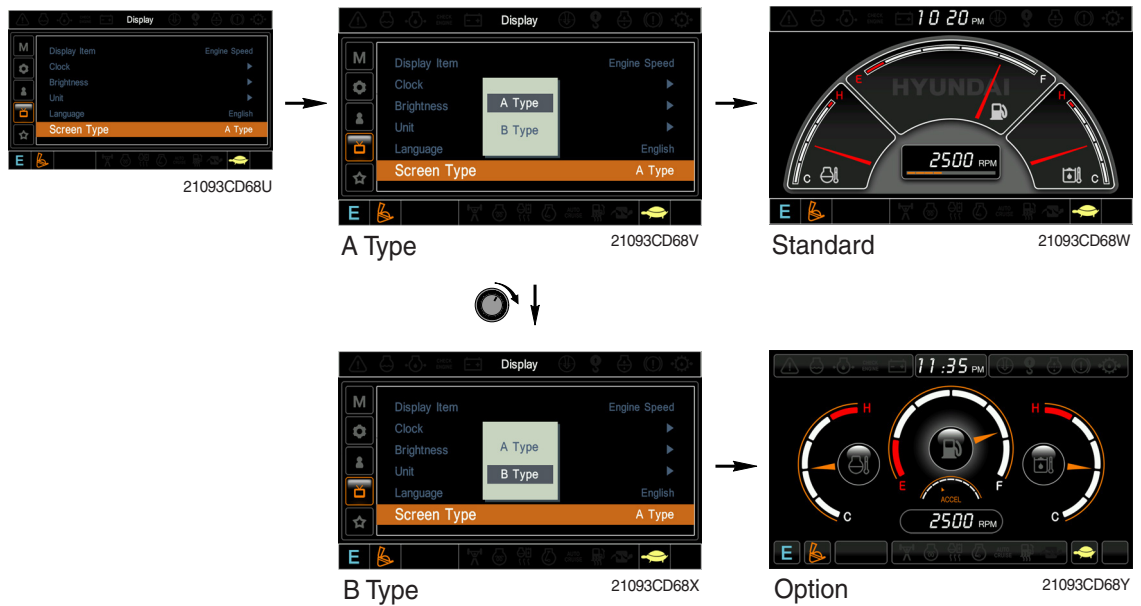 Display
M
Display Item Engine Speed
Clock
Brightness
Unit
Language English
Screen Type A Type
E
21093CD68U
Display
M
Display Item Engine Speed
Clock
Brightness
Unit
Language English
Screen Type A Type
A Type
B Type
E
A Type
21093CD68V
10 20 PM
HYUNDAI
E
F
H
C
H
C
2500 RPM
E
Standard
21093CD68W
Display
M
Display Item Engine Speed
Clock
Brightness
Unit
Language English
Screen Type A Type
A Type
B Type
E
B Type
21093CD68X
11:35 PM
H
C
E
F
H
C
ACCEL
2500 RPM
E
Option
21093CD68Y